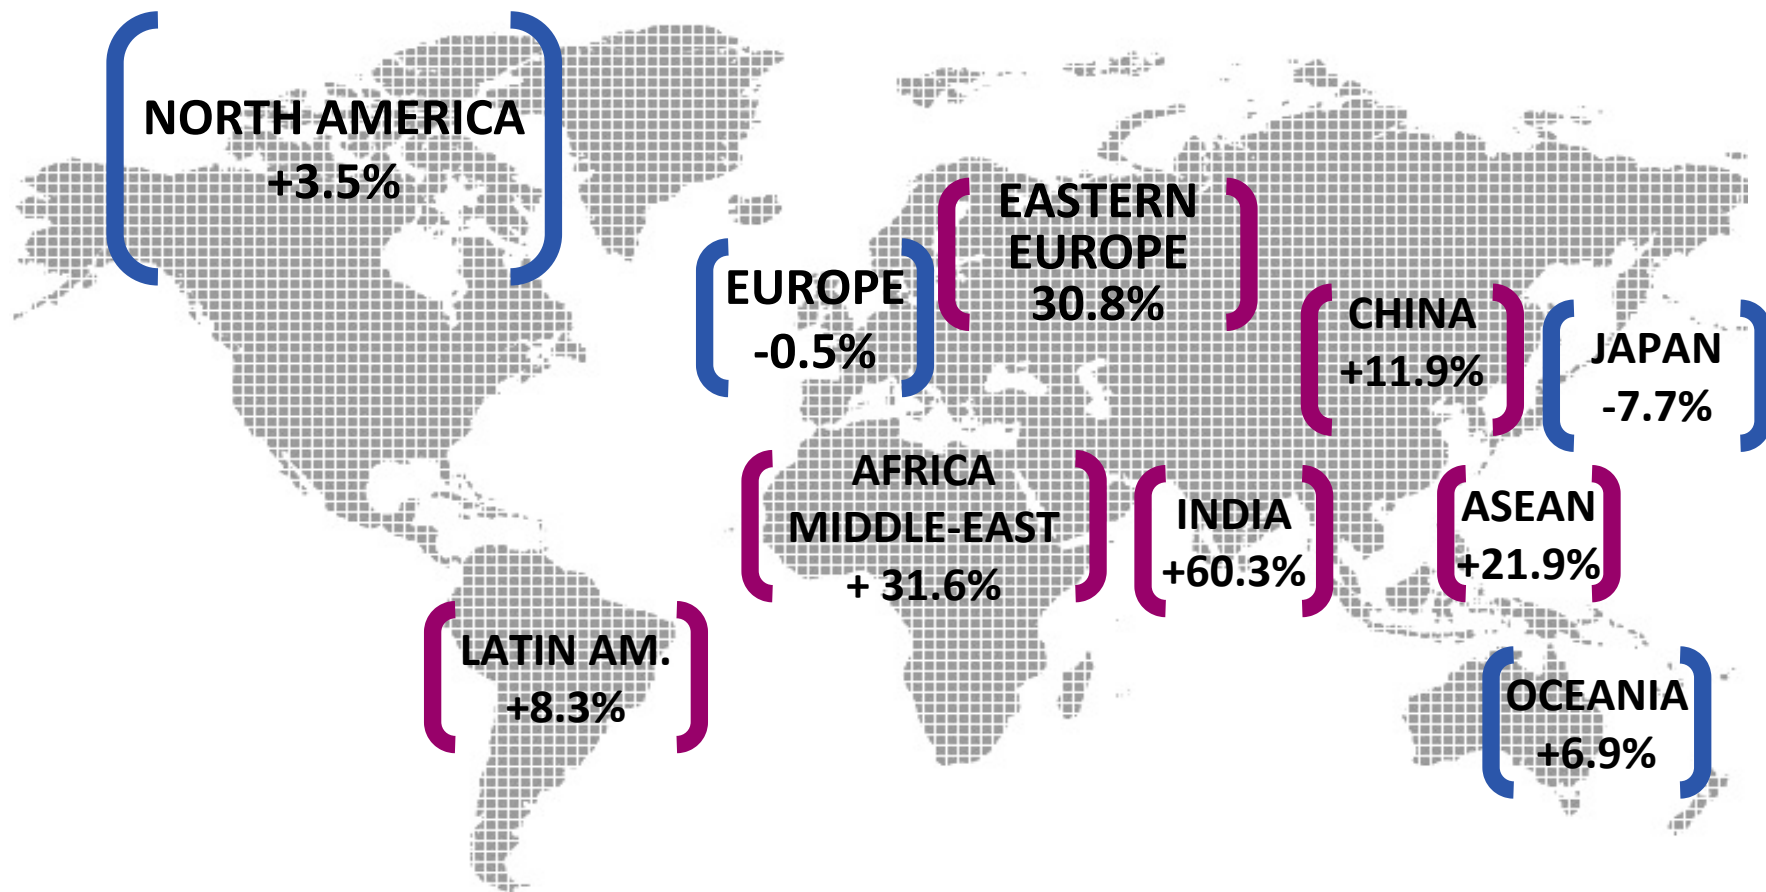 NORTH AMERICA
+3.5%
EUROPE
-0.5%
EASTERN
EUROPE
30.8%
CHINA
+11.9%
JAPAN
-7.7%
AFRICA
MIDDLE-EAST
+ 31.6%
INDIA
+60.3%
ASEAN
+21.9%
LATIN AM.
+8.3%
OCEANIA
+6.9%